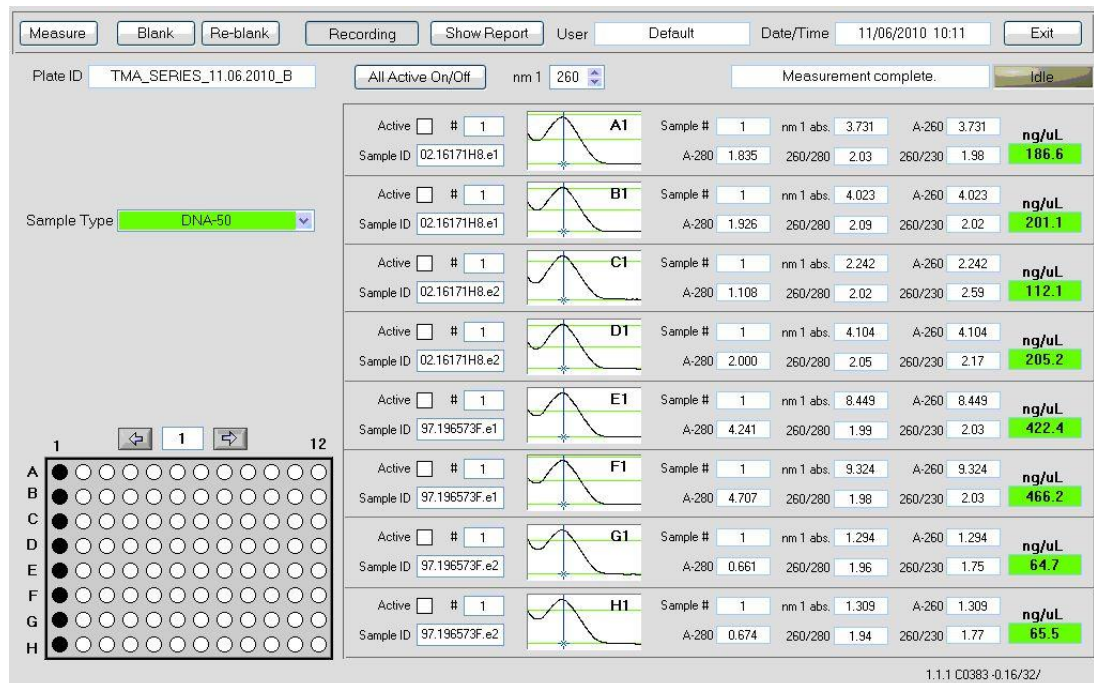 Measure Blank Re-blank Recording Show Report User Default Date/Time 11/06/2010 10:11 Exit
Plate ID TMA_SERIES_11.06.2010_B All Active On/Off nm 1 260 Measurement complete. Idle
Sample Type DNA-50
Active # 1 A1 Sample # 1 nm 1 abs. 3.731 A-260 3.731 ng/uL
Sample ID 02.16171H8.e1 A-280 1.835 260/280 2.03 260/230 1.98 186.6
Active # 1 B1 Sample # 1 nm 1 abs. 4.023 A-260 4.023 ng/uL
Sample ID 02.16171H8.e1 A-280 1.926 260/280 2.09 260/230 2.02 201.1
Active # 1 C1 Sample # 1 nm 1 abs. 2.242 A-260 2.242 ng/uL
Sample ID 02.16171H8.e2 A-280 1.108 260/280 2.02 260/230 2.59 112.1
Active # 1 D1 Sample # 1 nm 1 abs. 4.104 A-260 4.104 ng/uL
Sample ID 02.16171H8.e2 A-280 2.000 260/280 2.05 260/230 2.17 205.2
Active # 1 E1 Sample # 1 nm 1 abs. 8.449 A-260 8.449 ng/uL
Sample ID 97.196573F.e1 A-280 4.241 260/280 1.99 260/230 2.03 422.4
Active # 1 F1 Sample # 1 nm 1 abs. 9.324 A-260 9.324 ng/uL
Sample ID 97.196573F.e1 A-280 4.707 260/280 1.98 260/230 2.03 466.2
Active # 1 G1 Sample # 1 nm 1 abs. 1.294 A-260 1.294 ng/uL
Sample ID 97.196573F.e2 A-280 0.661 260/280 1.96 260/230 1.75 64.7
Active # 1 H1 Sample # 1 nm 1 abs. 1.309 A-260 1.309 ng/uL
Sample ID 97.196573F.e2 A-280 0.674 260/280 1.94 260/230 1.77 65.5
1 1 12
A
B
C
D
E
F
G
H
1.1.1 C0383 -0.16/32/